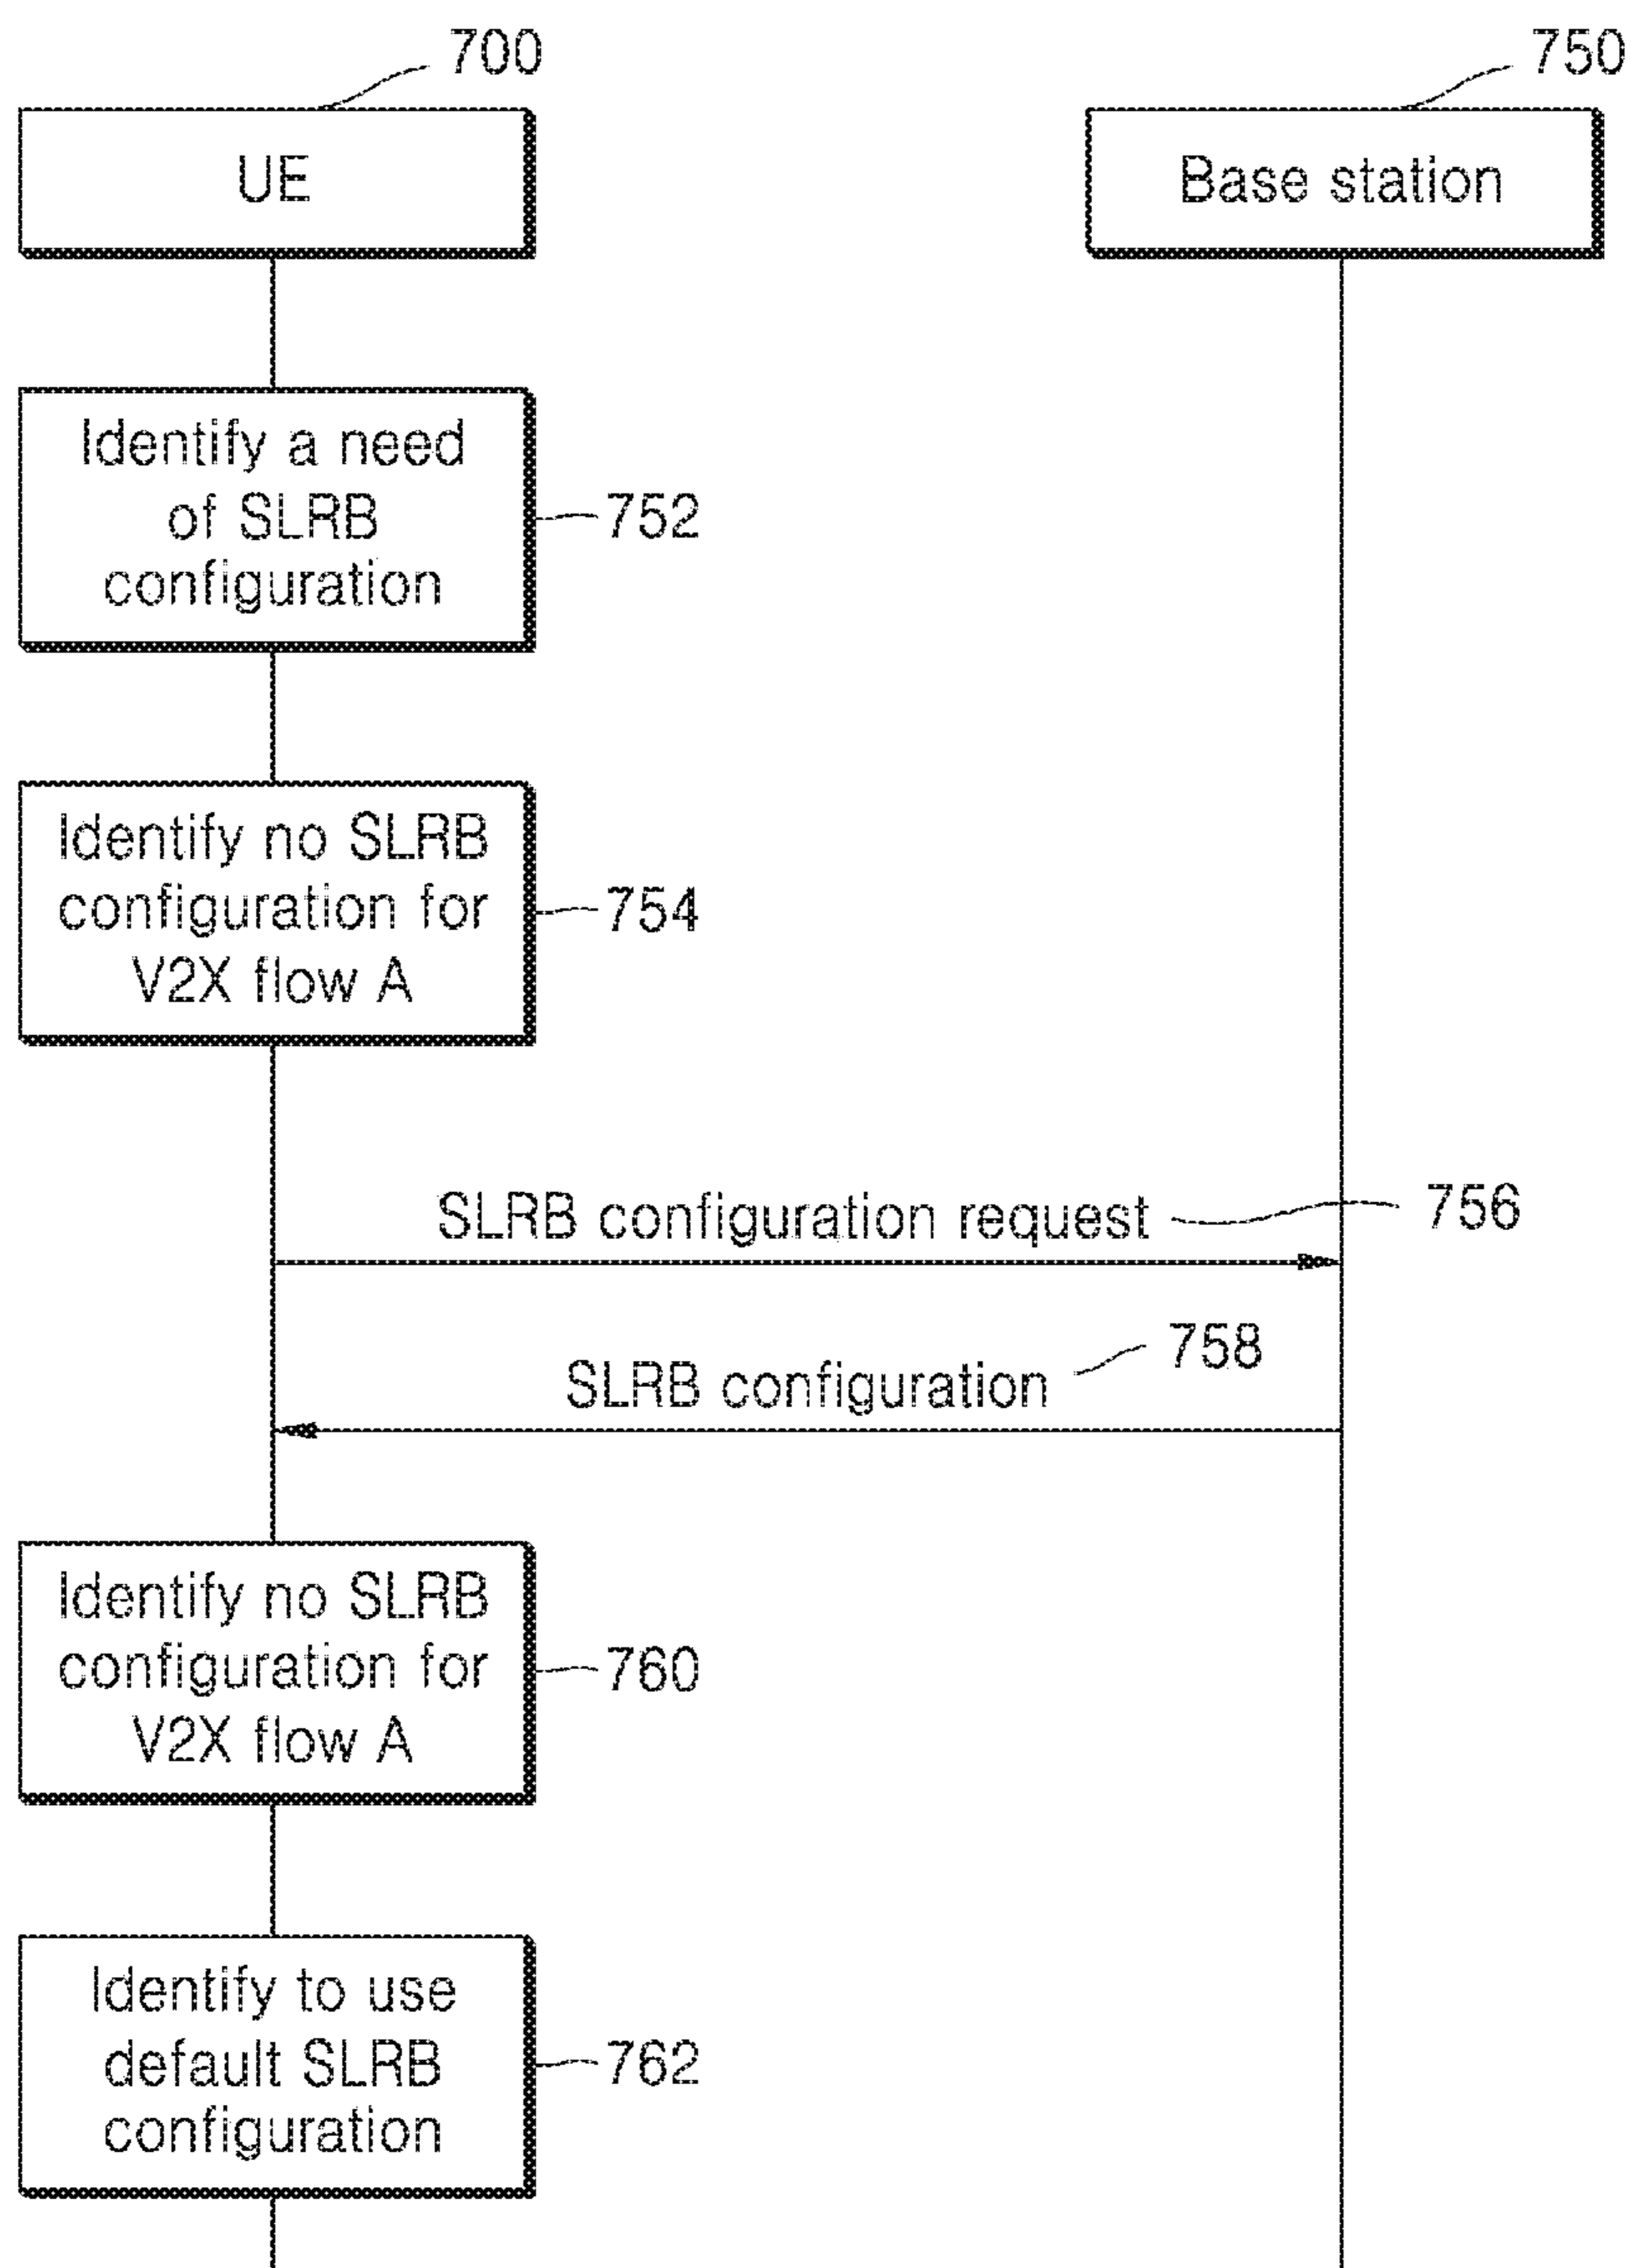 700
750
UE
Base station
Identify a need
of SLRB
configuration
752
Identify no SLRB
configuration for
V2X flow A
754
SLRB configuration request
756
SLRB configuration
758
Identify no SLRB
configuration for
V2X flow A
760
Identify to use
default SLRB
configuration
762